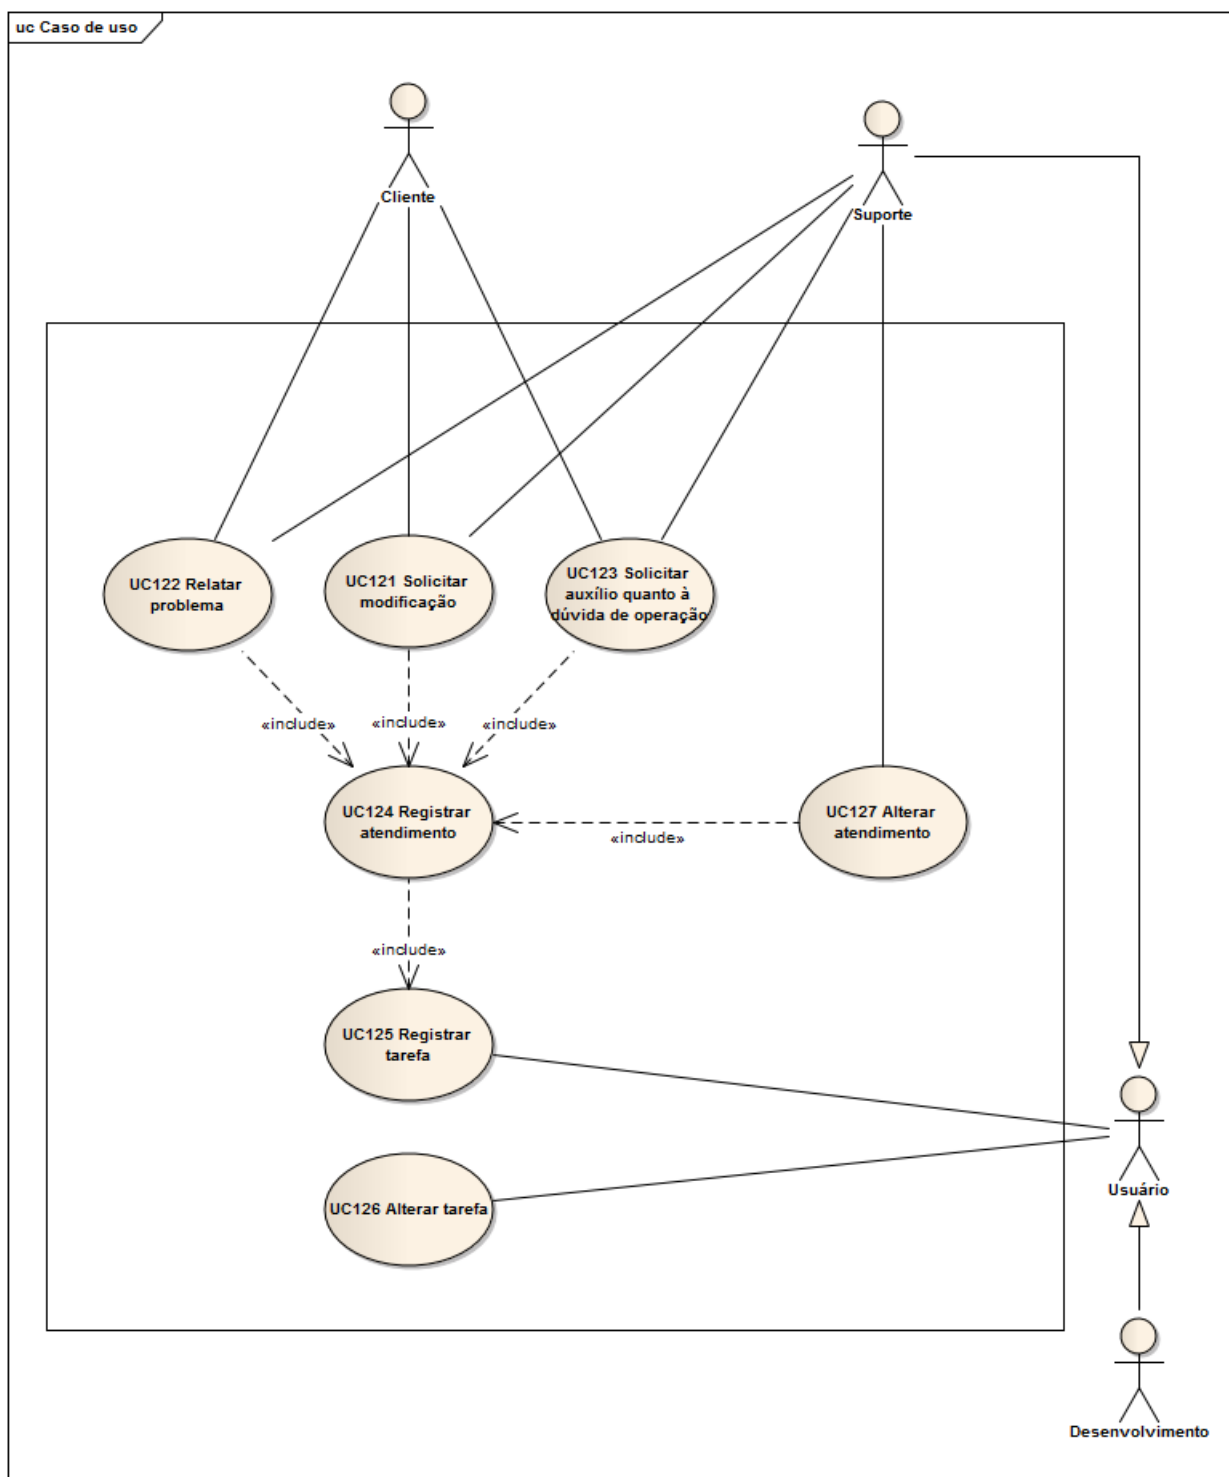 uc Caso de uso
Cliente
Suporte
UC122 Relatar
problema
UC121 Solicitar
modificação
UC123 Solicitar
auxílio quanto à
dúvida de operação
«include»
«include»
«include»
UC124 Registrar
atendimento
UC127 Alterar
atendimento
«include»
«include»
UC125 Registrar
tarefa
UC126 Alterar tarefa
Usuário
Desenvolvimento